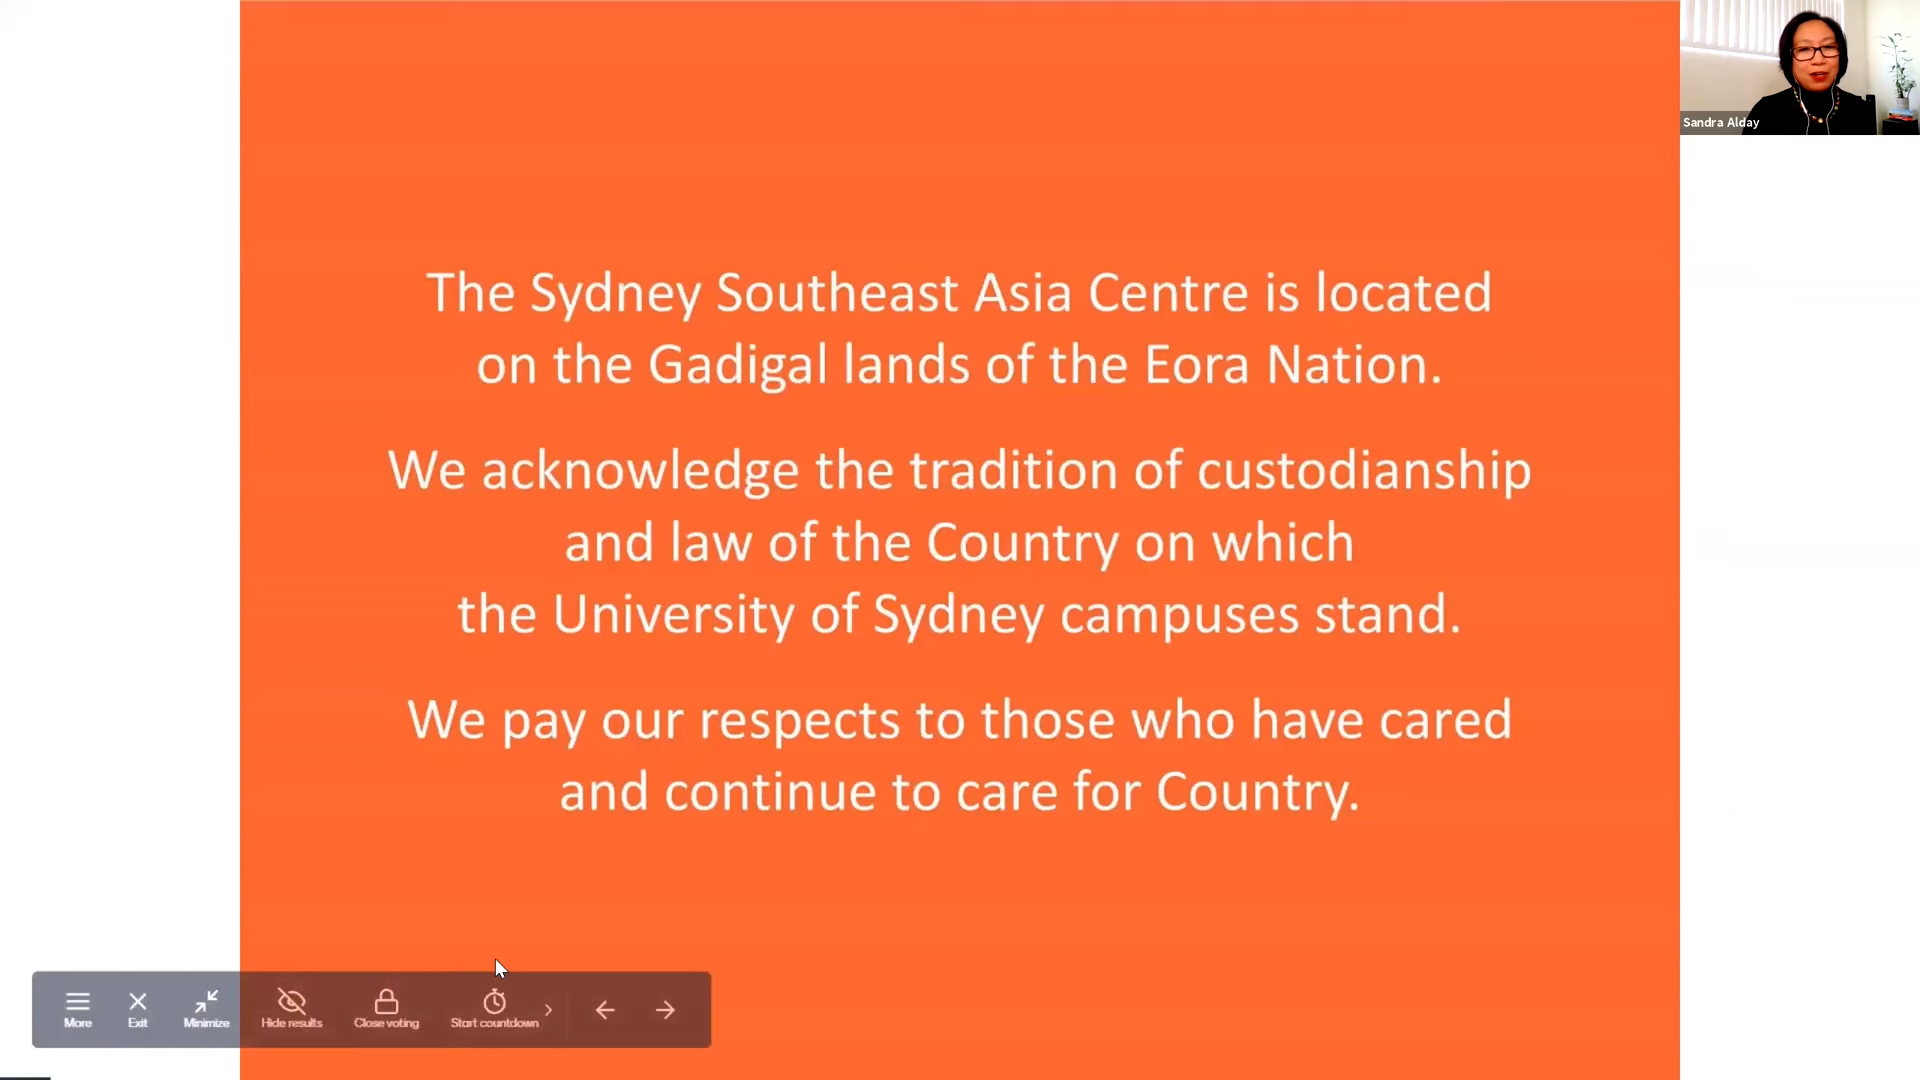 Sandra Alday
The Sydney Southeast Asia Centre is located
on the Gadigal lands of the Eora Nation.
We acknowledge the tradition of custodianship
and law of the Country on which
the University of Sydney campuses stand.
We pay our respects to those who have cared
and continue to care for Country.
More Exit Minimize Hide results Close voting Start countdown